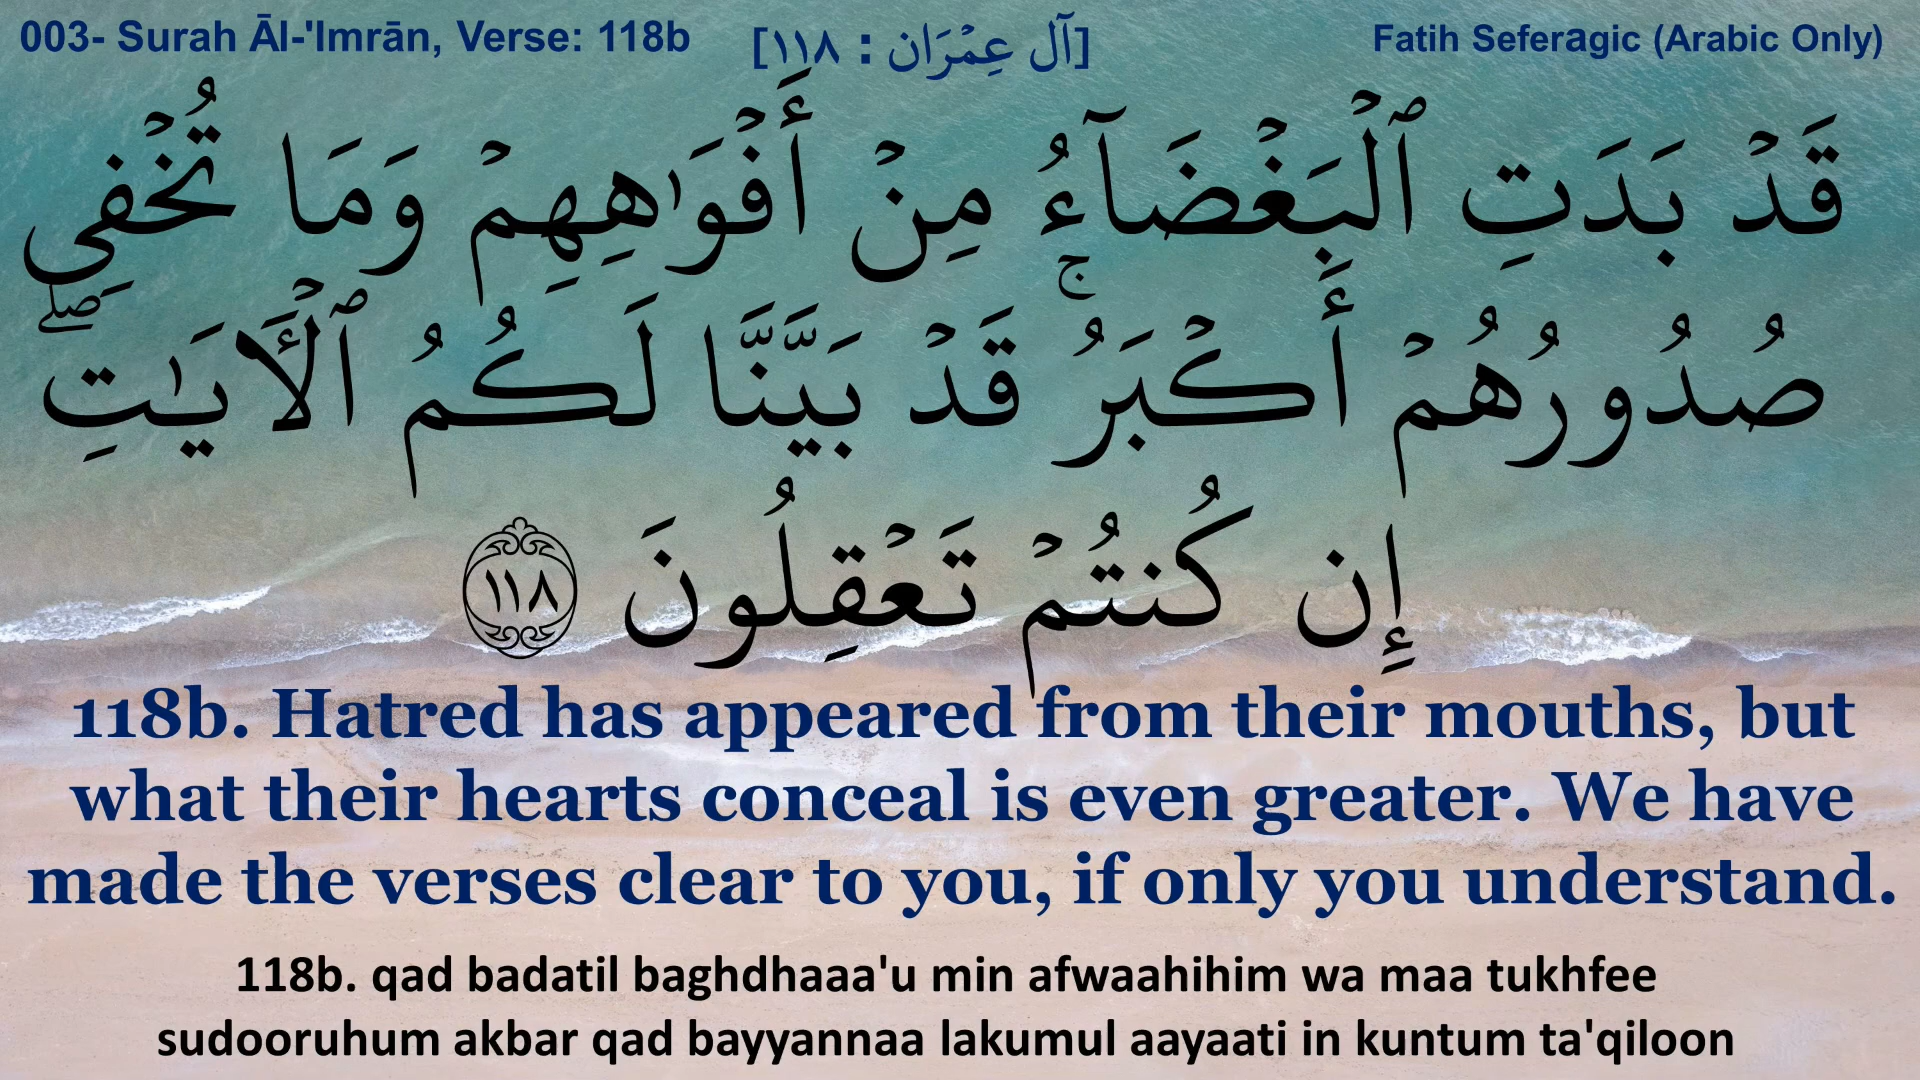 003- Surah Āl-'Imrān, Verse: 118b
[آل عِمْرَان : ١١٨]
Fatih Seferagic (Arabic Only)
قَدۡ بَدَتِ ٱلۡبَغۡضَآءُ مِنۡ أَفۡوَٰهِهِمۡ وَمَا تُخۡفِي
صُدُورُهُمۡ أَكۡبَرُۚ قَدۡ بَيَّنَّا لَكُمُ ٱلۡأٓيَٰتِۖ
إِن كُنتُمۡ تَعۡقِلُونَ ١١٨
118b. Hatred has appeared from their mouths, but
what their hearts conceal is even greater. We have
made the verses clear to you, if only you understand.
118b. qad badatil baghdhaaa'u min afwaahihim wa maa tukhfee
sudooruhum akbar qad bayyannaa lakumul aayaati in kuntum ta'qiloon